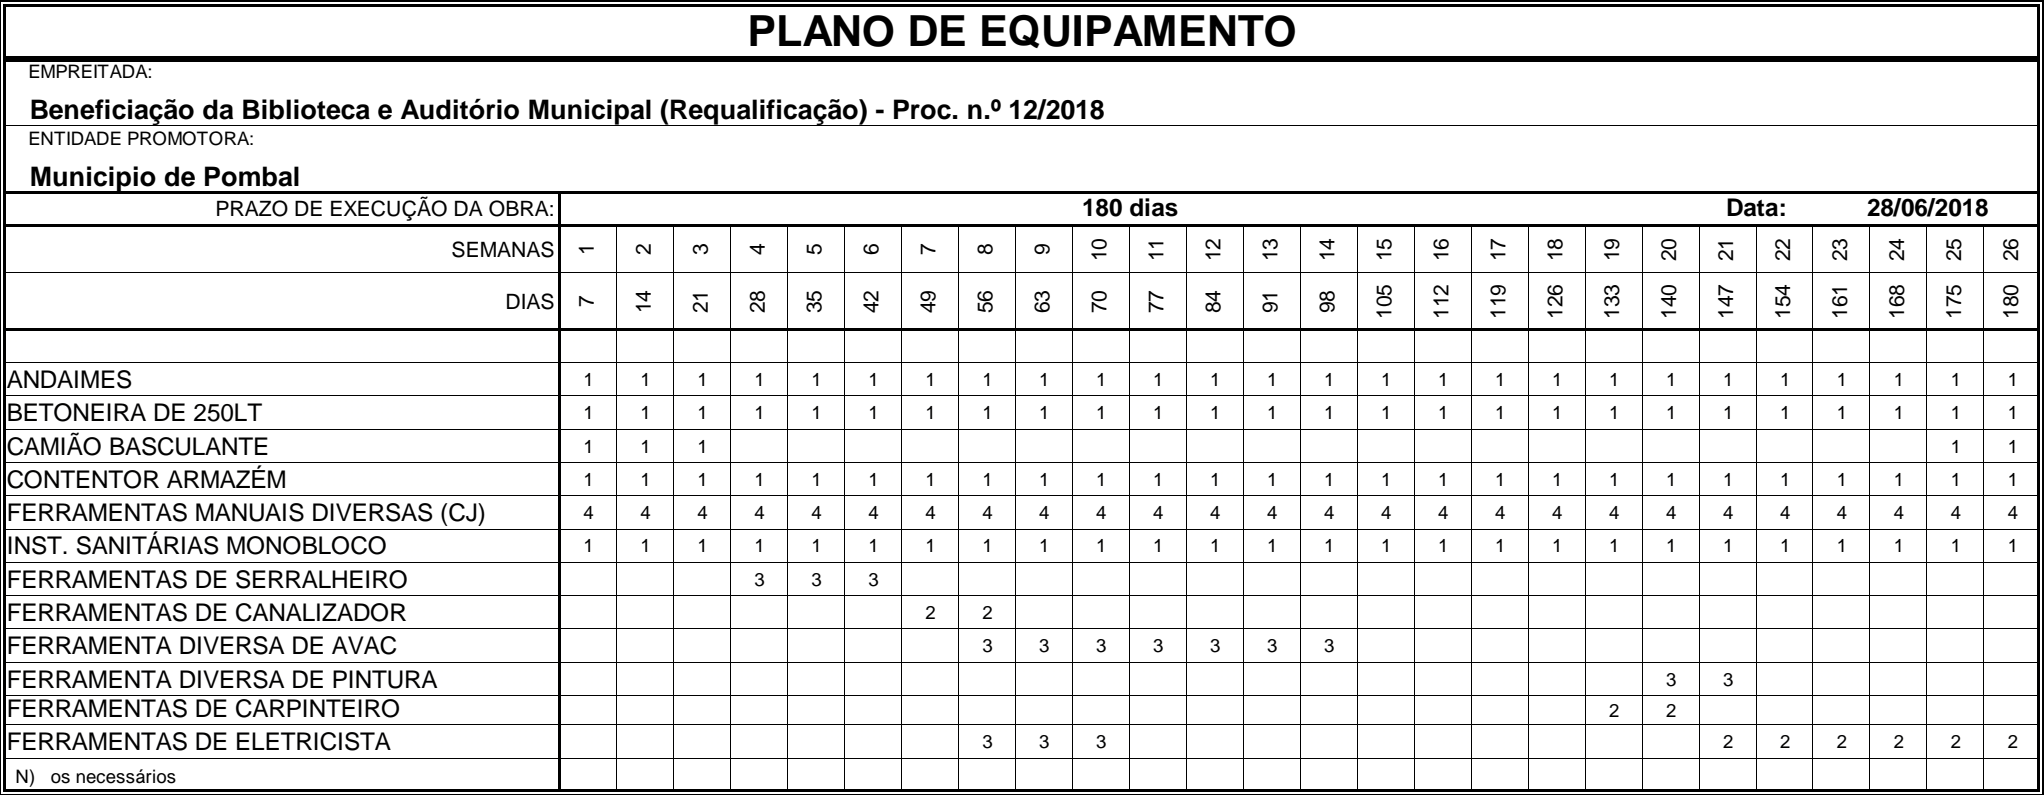 PLANO DE EQUIPAMENTO
EMPREITADA:
Beneficiação da Biblioteca e Auditório Municipal (Requalificação) - Proc. n.º 12/2018
ENTIDADE PROMOTORA:
Municipio de Pombal
PRAZO DE EXECUÇÃO DA OBRA: 180 dias Data: 28/06/2018
SEMANAS 1 2 3 4 5 6 7 8 9 10 11 12 13 14 15 16 17 18 19 20 21 22 23 24 25 26
DIAS 7 14 21 28 35 42 49 56 63 70 77 84 91 98 105 112 119 126 133 140 147 154 161 168 175 180
ANDAIMES 1 1 1 1 1 1 1 1 1 1 1 1 1 1 1 1 1 1 1 1 1 1 1 1 1 1
BETONEIRA DE 250LT 1 1 1 1 1 1 1 1 1 1 1 1 1 1 1 1 1 1 1 1 1 1 1 1 1 1
CAMIÃO BASCULANTE 1 1 1 1 1
CONTENTOR ARMAZÉM 1 1 1 1 1 1 1 1 1 1 1 1 1 1 1 1 1 1 1 1 1 1 1 1 1 1
FERRAMENTAS MANUAIS DIVERSAS (CJ) 4 4 4 4 4 4 4 4 4 4 4 4 4 4 4 4 4 4 4 4 4 4 4 4 4 4
INST. SANITÁRIAS MONOBLOCO 1 1 1 1 1 1 1 1 1 1 1 1 1 1 1 1 1 1 1 1 1 1 1 1 1 1
FERRAMENTAS DE SERRALHEIRO 3 3 3
FERRAMENTAS DE CANALIZADOR 2 2
FERRAMENTA DIVERSA DE AVAC 3 3 3 3 3 3 3
FERRAMENTA DIVERSA DE PINTURA 3 3
FERRAMENTAS DE CARPINTEIRO 2 2
FERRAMENTAS DE ELETRICISTA 3 3 3 2 2 2 2 2 2
N) os necessários